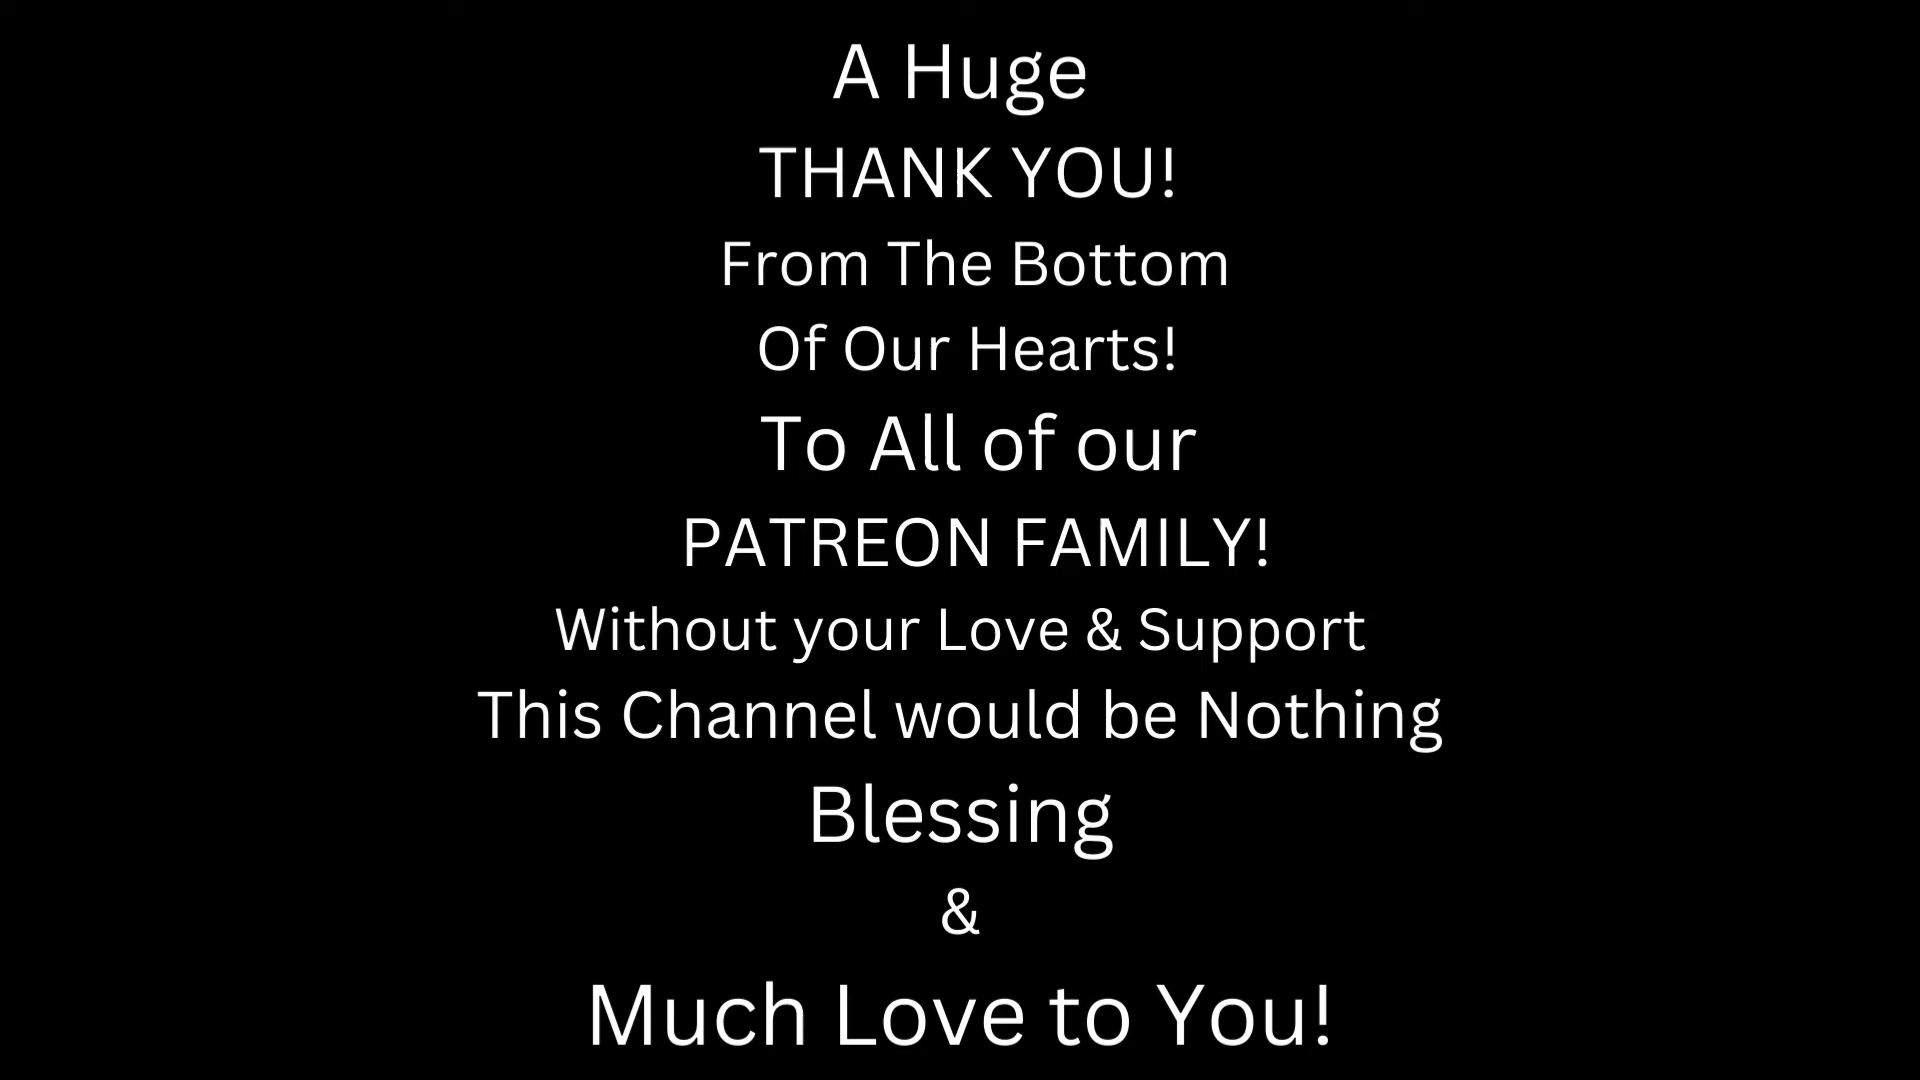 A Huge
THANK YOU!
From The Bottom
Of Our Hearts!
To All of our
PATREON FAMILY!
Without your Love & Support
This Channel would be Nothing
Blessing
&
Much Love to You!